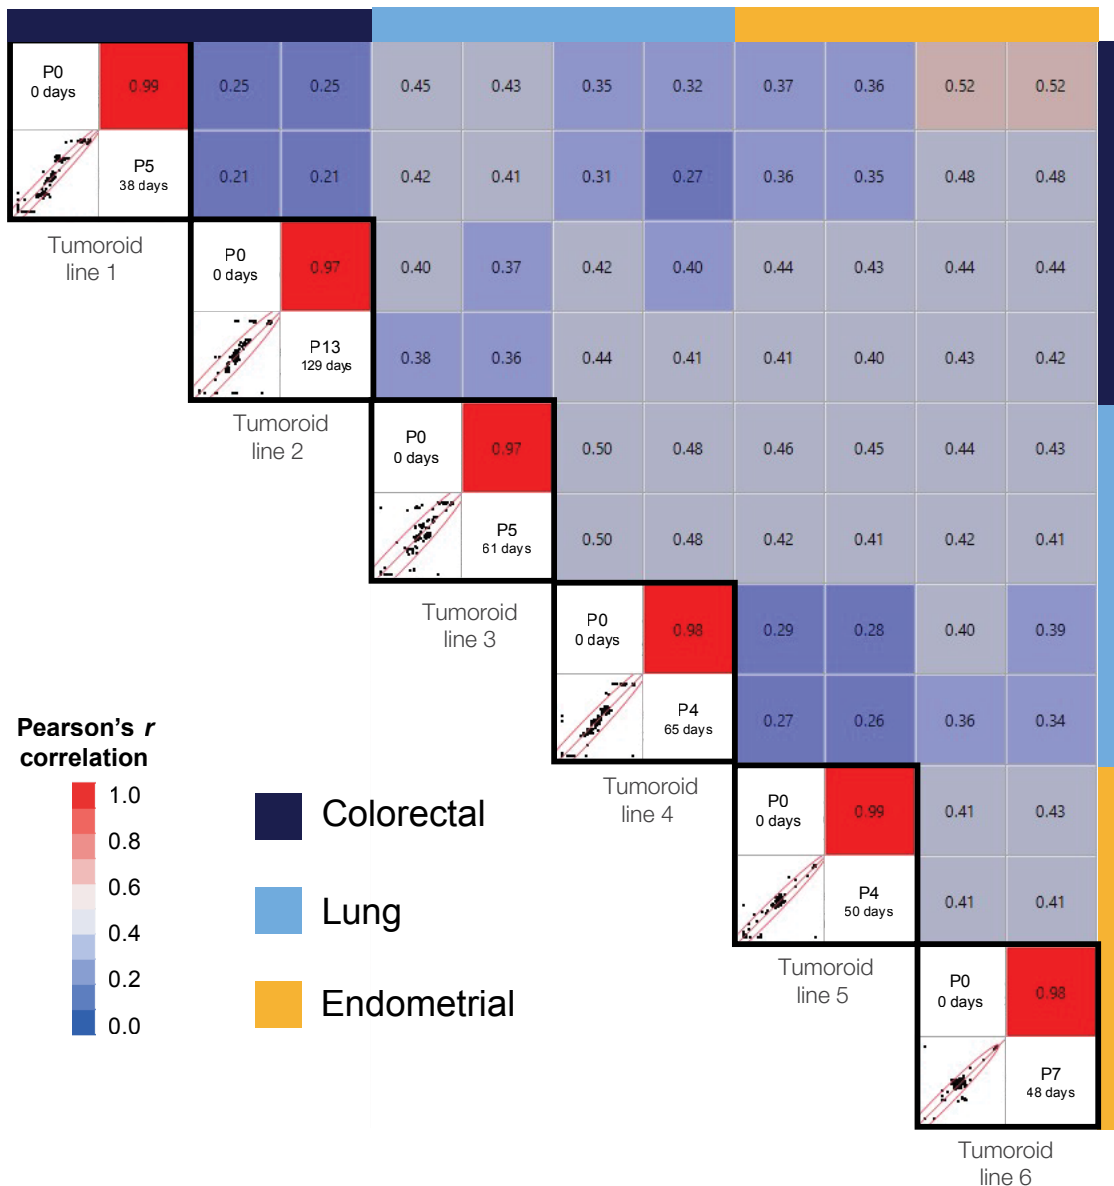 P0 0.99 0.25 0.25 0.45 0.43 0.35 0.32 0.37 0.36 0.52 0.52
0 days
P5 0.21 0.21 0.42 0.41 0.31 0.27 0.36 0.35 0.48 0.48
38 days
Tumoroid
line 1
P0 0.97 0.40 0.37 0.42 0.40 0.44 0.43 0.44 0.44
0 days
P13 0.38 0.36 0.44 0.41 0.41 0.40 0.43 0.42
129 days
Tumoroid
line 2
P0 0.97 0.50 0.48 0.46 0.45 0.44 0.43
0 days
P5 0.50 0.48 0.42 0.41 0.42 0.41
61 days
Tumoroid
line 3
P0 0.98 0.29 0.28 0.40 0.39
0 days
P4 0.27 0.26 0.36 0.34
65 days
Tumoroid
line 4
P0 0.99 0.41 0.43
0 days
P4 0.41 0.41
50 days
Tumoroid
line 5
P0 0.98
0 days
P7
48 days
Tumoroid
line 6
Pearson's r
correlation
1.0
0.8
0.6
0.4
0.2
0.0
Colorectal
Lung
Endometrial